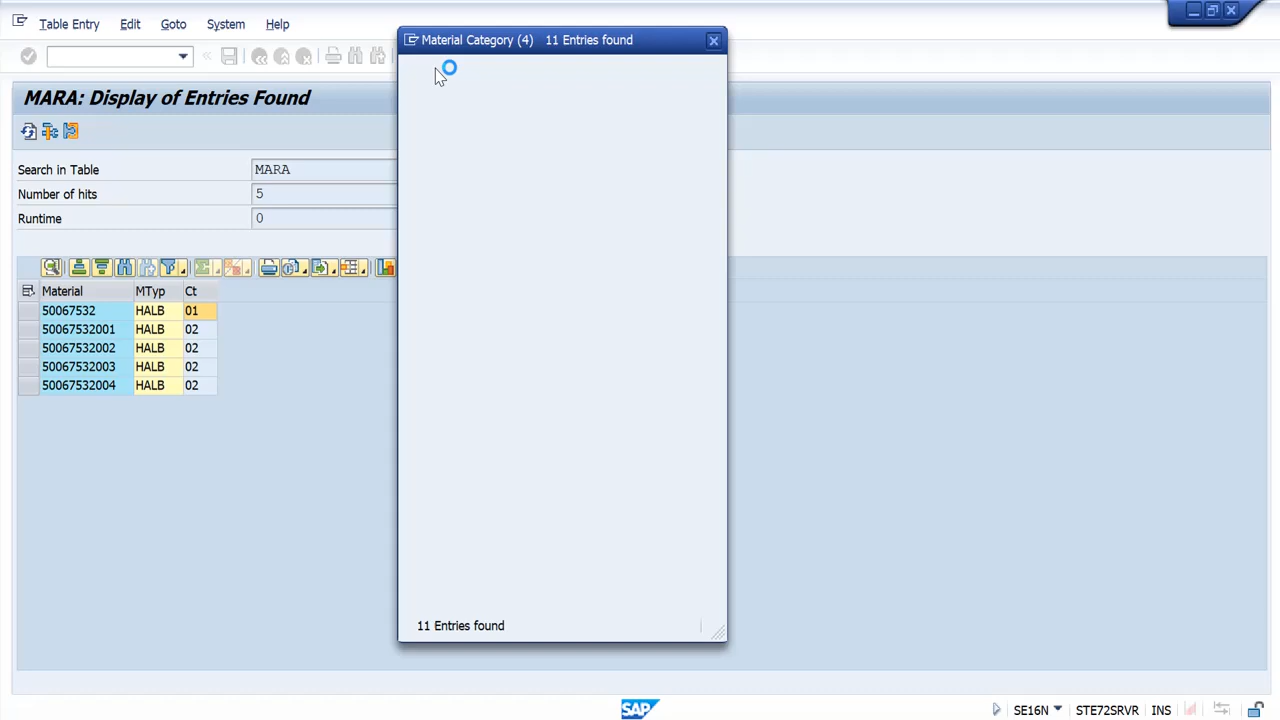 Table Entry Edit Goto System Help
Material Category (4) 11 Entries found
MARA: Display of Entries Found
Search in Table MARA
Number of hits 5
Runtime 0
Material MTyp Ct
50067532 HALB 01
50067532001 HALB 02
50067532002 HALB 02
50067532003 HALB 02
50067532004 HALB 02
11 Entries found
SAP SE16N STE72SRVR INS